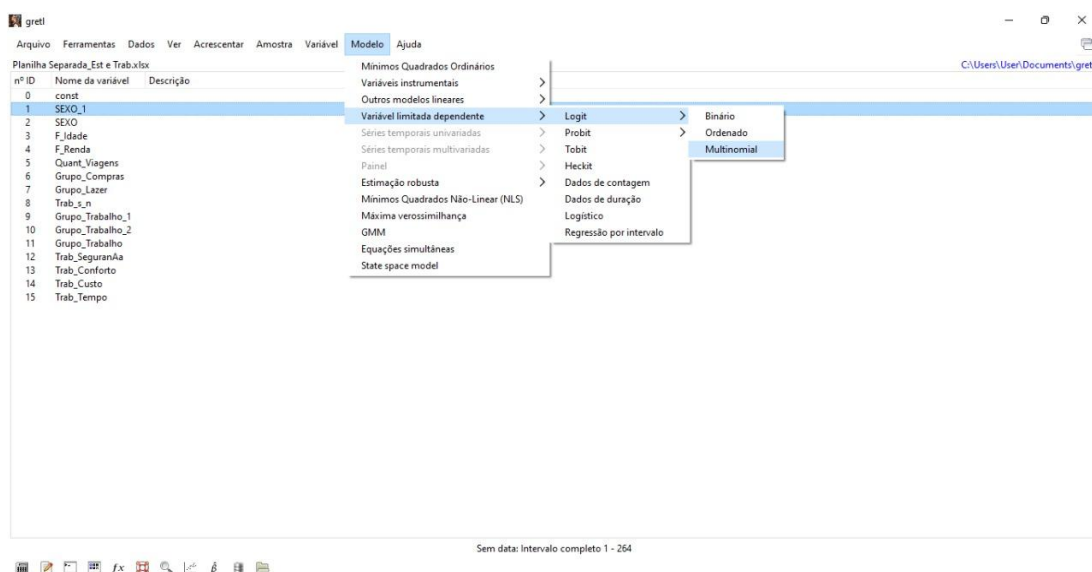 gretl
Arquivo Ferramentas Dados Ver Acrescentar Amostra Variável Modelo Ajuda
Planilha Separada_Est e Trab.xlsx
C:\Users\User\Documents\gret
nº ID Nome da variável Descrição
0 const
1 SEXO_1
2 SEXO
3 F_Idade
4 F_Renda
5 Quant_Viagens
6 Grupo_Compras
7 Grupo_Lazer
8 Trab_s_n
9 Grupo_Trabalho_1
10 Grupo_Trabalho_2
11 Grupo_Trabalho
12 Trab_SeguranAa
13 Trab_Conforto
14 Trab_Custo
15 Trab_Tempo
Mínimos Quadrados Ordinários
Variáveis instrumentais
Outros modelos lineares
Variável limitada dependente
Séries temporais univariadas
Séries temporais multivariadas
Painel
Estimação robusta
Mínimos Quadrados Não-Linear (NLS)
Máxima verossimilhança
GMM
Equações simultâneas
State space model
Logit
Probit
Tobit
Heckit
Dados de contagem
Dados de duração
Logístico
Regressão por intervalo
Binário
Ordenado
Multinomial
Sem data: Intervalo completo 1 - 264
fx
β̂